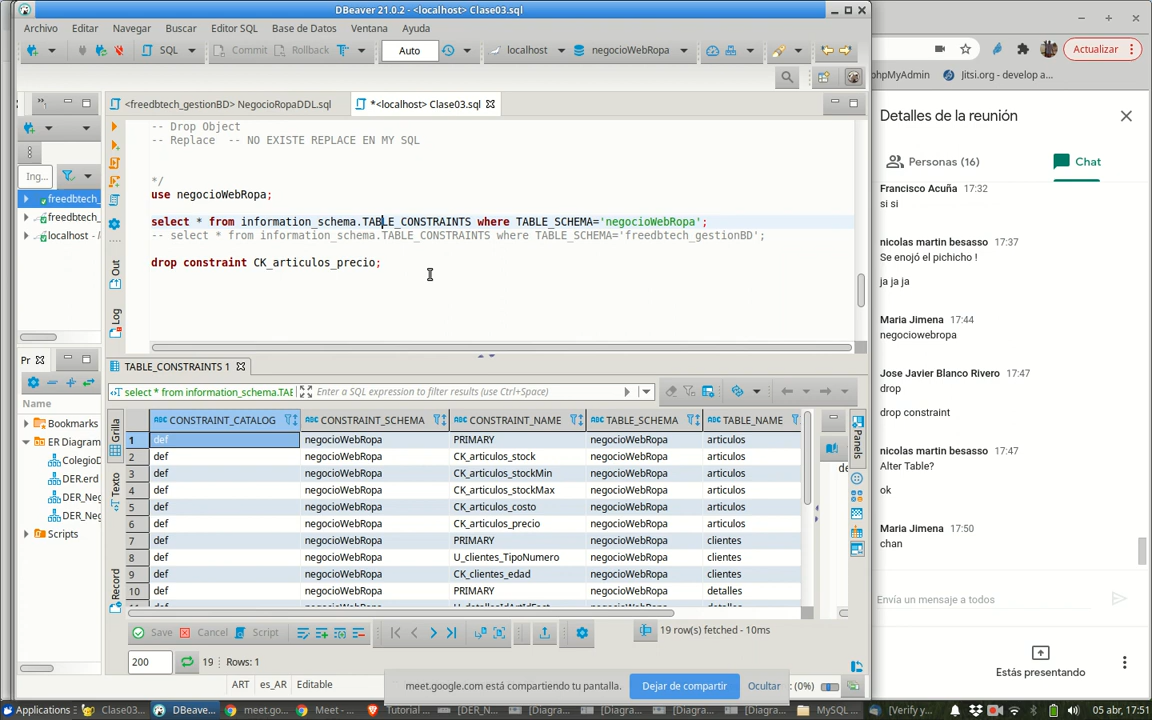 DBeaver 21.0.2 - <localhost> Clase03.sql
Archivo Editar Navegar Buscar Editor SQL Base de Datos Ventana Ayuda
SQL Commit Rollback Auto localhost negocioWebRopa
<freedbtech_gestionBD> NegocioRopaDDL.sql *<localhost> Clase03.sql
Ing...
freedbtech_
freedbtech_
localhost
Out
Log
-- Drop Object
-- Replace -- NO EXISTE REPLACE EN MY SQL
*/
use negocioWebRopa;
select * from information_schema.TABLE_CONSTRAINTS where TABLE_SCHEMA='negocioWebRopa';
-- select * from information_schema.TABLE_CONSTRAINTS where TABLE_SCHEMA='freedbtech_gestionBD';
drop constraint CK_articulos_precio;
Pr
Name
Bookmarks
ER Diagram
ColegioD
DER.erd
DER_Neg
DER_Neg
Scripts
TABLE_CONSTRAINTS 1
select * from information_schema.TAB Enter a SQL expression to filter results (use Ctrl+Space)
Grilla
Texto
Record
Panels
CONSTRAINT_CATALOG CONSTRAINT_SCHEMA CONSTRAINT_NAME TABLE_SCHEMA TABLE_NAME
1 def negocioWebRopa PRIMARY negocioWebRopa articulos
2 def negocioWebRopa CK_articulos_stock negocioWebRopa articulos
3 def negocioWebRopa CK_articulos_stockMin negocioWebRopa articulos
4 def negocioWebRopa CK_articulos_stockMax negocioWebRopa articulos
5 def negocioWebRopa CK_articulos_costo negocioWebRopa articulos
6 def negocioWebRopa CK_articulos_precio negocioWebRopa articulos
7 def negocioWebRopa PRIMARY negocioWebRopa clientes
8 def negocioWebRopa U_clientes_TipoNumero negocioWebRopa clientes
9 def negocioWebRopa CK_clientes_edad negocioWebRopa clientes
10 def negocioWebRopa PRIMARY negocioWebRopa detalles
Save Cancel Script 19 row(s) fetched - 10ms
200 19 Rows: 1
ART es_AR Editable
meet.google.com está compartiendo tu pantalla. Dejar de compartir Ocultar
: (0%)
Actualizar
phpMyAdmin Jitsi.org - develop a...
Detalles de la reunión
Personas (16) Chat
Francisco Acuña 17:32
si si
nicolas martin besasso 17:37
Se enojó el pichicho !
ja ja ja
Maria Jimena 17:44
negociowebropa
Jose Javier Blanco Rivero 17:47
drop
drop constraint
nicolas martin besasso 17:47
Alter Table?
ok
Maria Jimena 17:50
chan
Envía un mensaje a todos
Estás presentando
Applications Clase03... DBeaver... meet.go... Meet - ... Tutorial ... [DER_N... [Diagra... [Diagra... [Diagra... [Diagra... MySQL ... [Verify y... 05 abr, 17:51